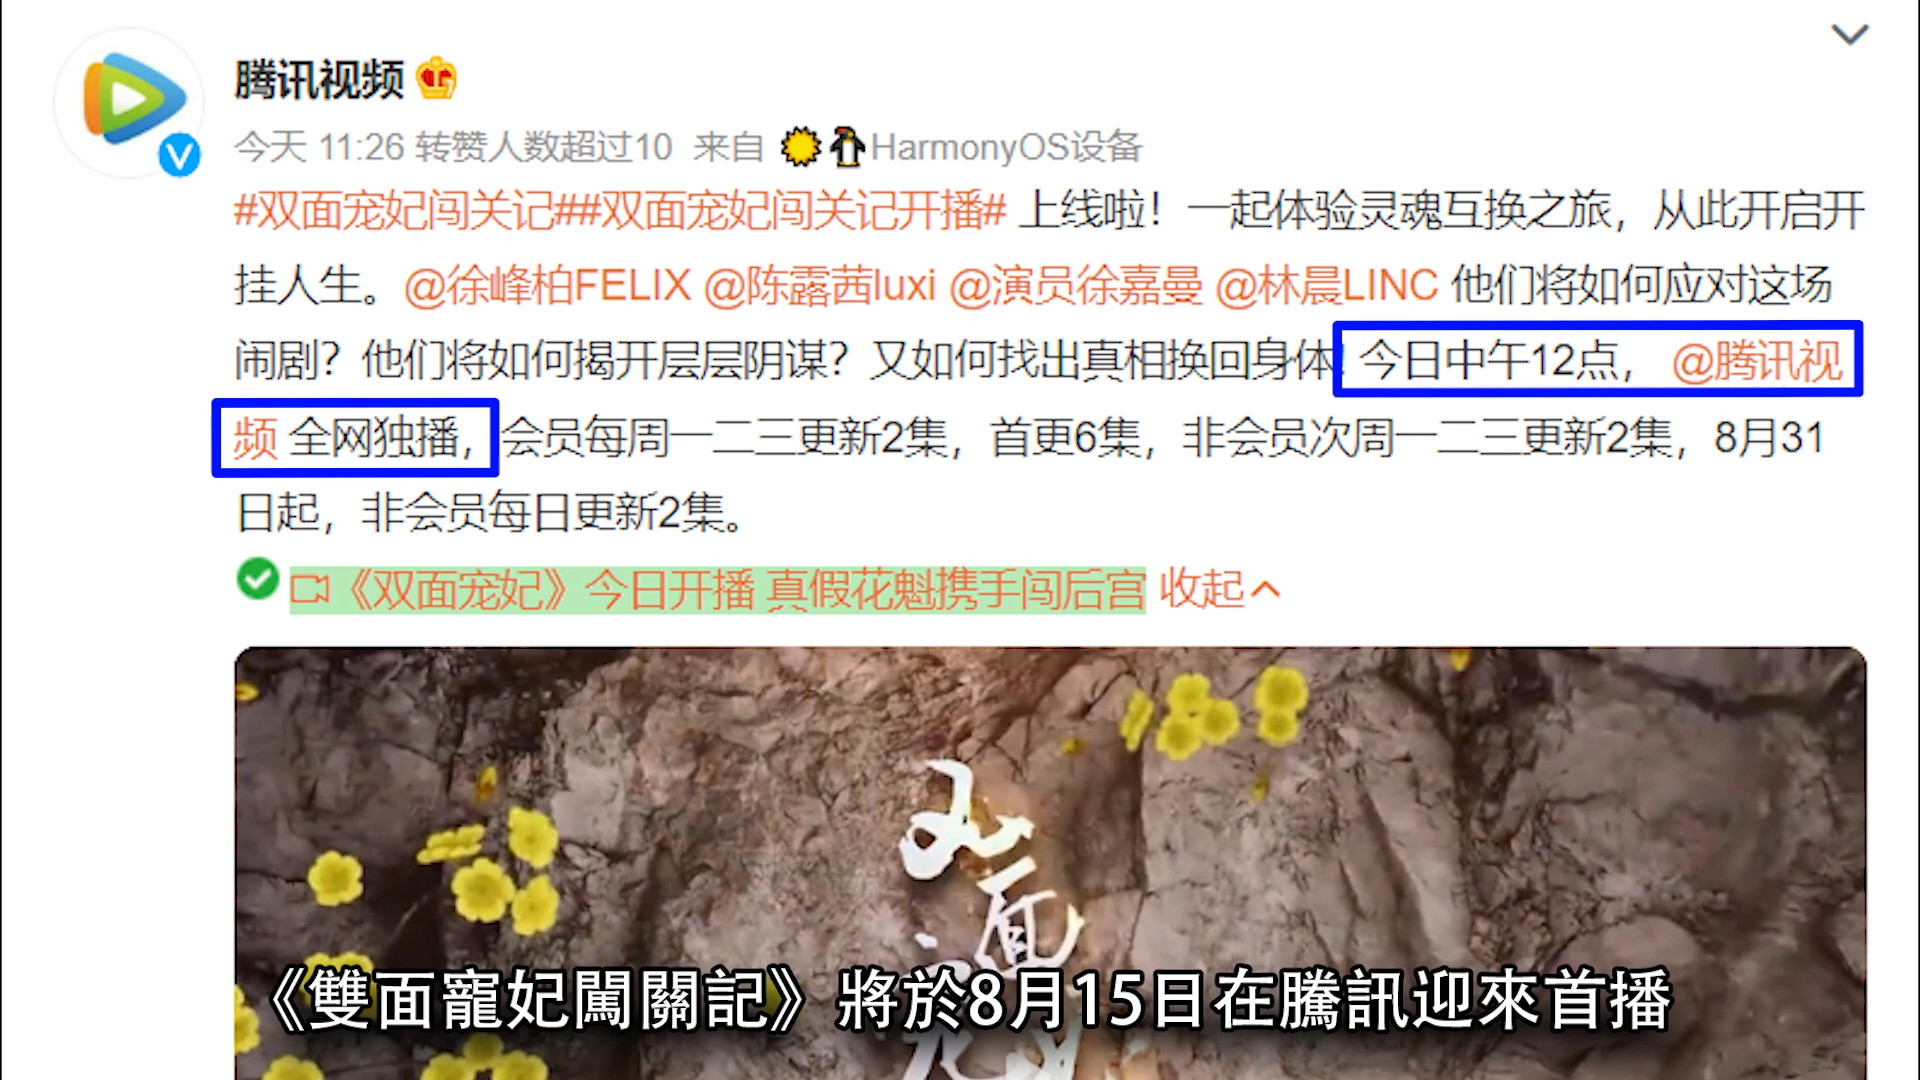 腾讯视频
今天 11:26 转赞人数超过10 来自 HarmonyOS设备
#双面宠妃闯关记##双面宠妃闯关记开播# 上线啦！一起体验灵魂互换之旅，从此开启开
挂人生。@徐峰柏FELIX @陈露茜luxi @演员徐嘉曼 @林晨LINC 他们将如何应对这场
闹剧？他们将如何揭开层层阴谋？又如何找出真相换回身体! 今日中午12点，@腾讯视
频 全网独播，会员每周一二三更新2集，首更6集，非会员次周一二三更新2集，8月31
日起，非会员每日更新2集。
《双面宠妃》今日开播 真假花魁携手闯后宫 收起
双面宠妃
《雙面寵妃闖關記》將於8月15日在騰訊迎來首播